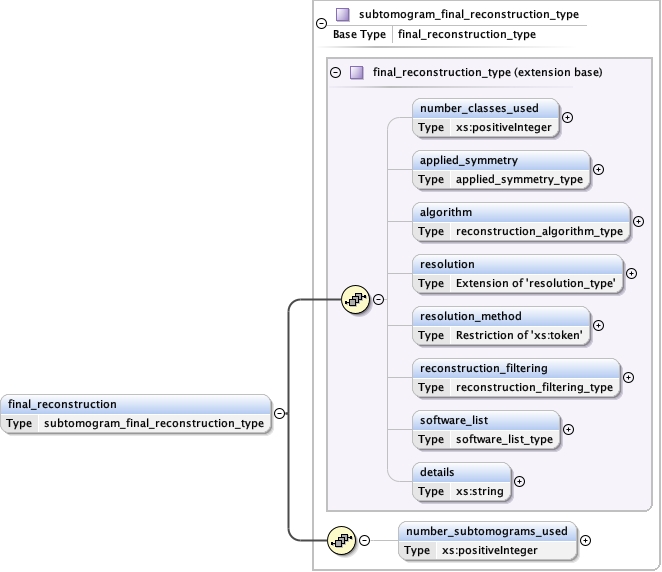 subtomogram_final_reconstruction_type
Base Type final_reconstruction_type
final_reconstruction_type (extension base)
number_classes_used
Type xs:positiveInteger
applied_symmetry
Type applied_symmetry_type
algorithm
Type reconstruction_algorithm_type
resolution
Type Extension of 'resolution_type'
resolution_method
Type Restriction of 'xs:token'
reconstruction_filtering
Type reconstruction_filtering_type
final_reconstruction
Type subtomogram_final_reconstruction_type
software_list
Type software_list_type
details
Type xs:string
number_subtomograms_used
Type xs:positiveInteger